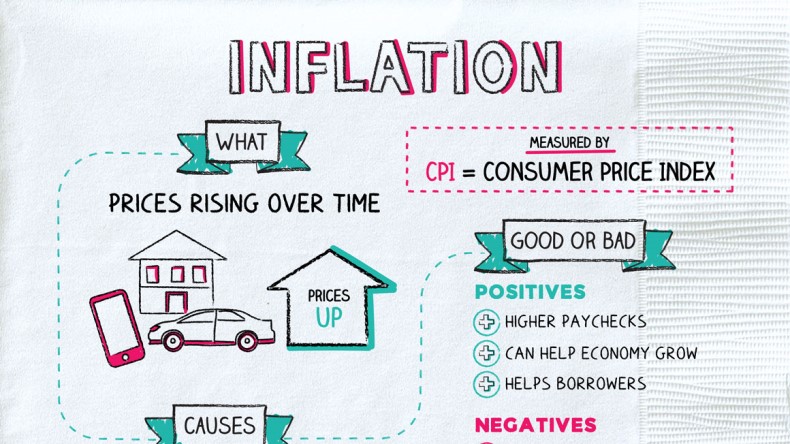 INFLATION
WHAT
PRICES RISING OVER TIME
PRICES
UP
CAUSES
MEASURED BY
CPI = CONSUMER PRICE INDEX
GOOD OR BAD
POSITIVES
HIGHER PAYCHECKS
CAN HELP ECONOMY GROW
HELPS BORROWERS
NEGATIVES